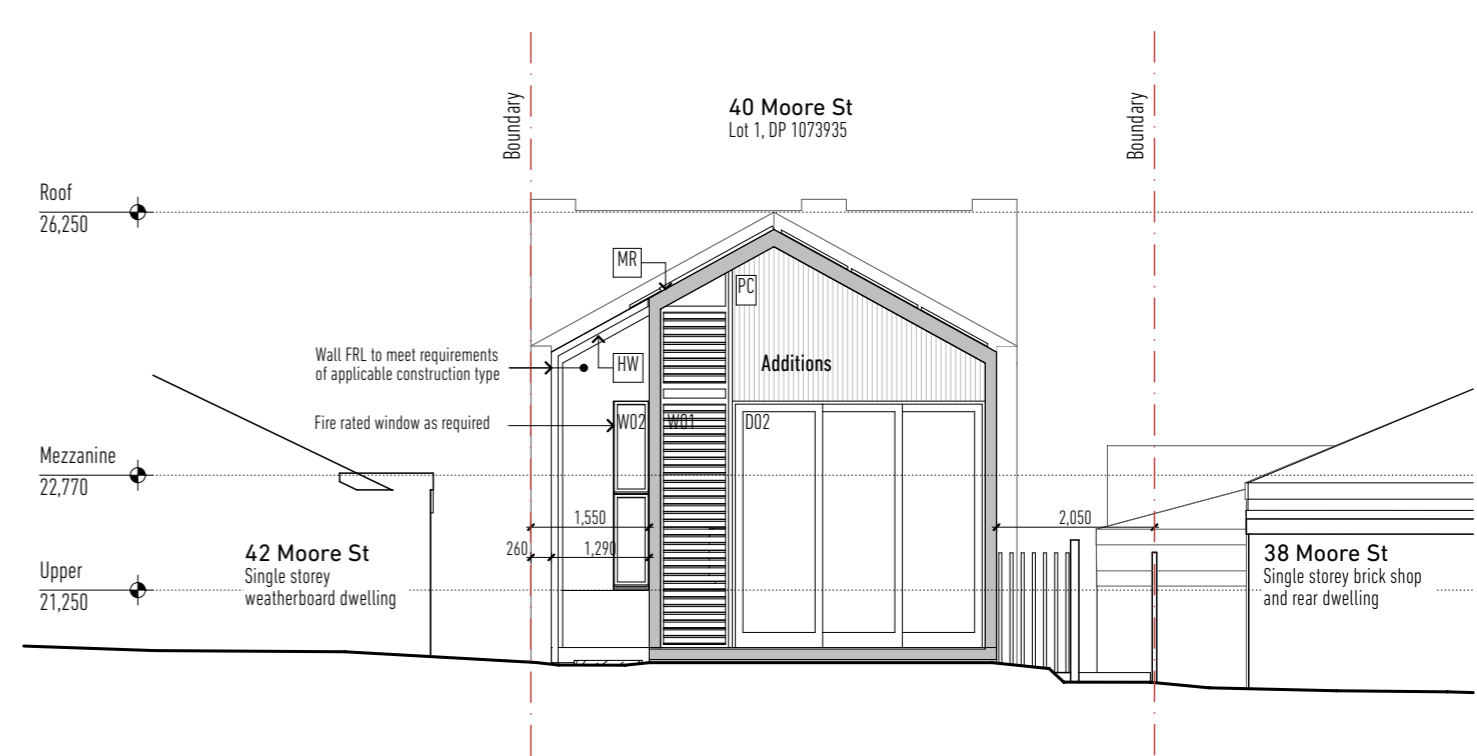 40 Moore St
Lot 1, DP 1073935
Boundary
Boundary
Roof
26,250
MR
PC
Wall FRL to meet requirements
of applicable construction type
HW
Additions
Fire rated window as required
W02
W01
D02
Mezzanine
22,770
1,550
2,050
260
1,290
42 Moore St
Single storey
weatherboard dwelling
38 Moore St
Single storey brick shop
and rear dwelling
Upper
21,250